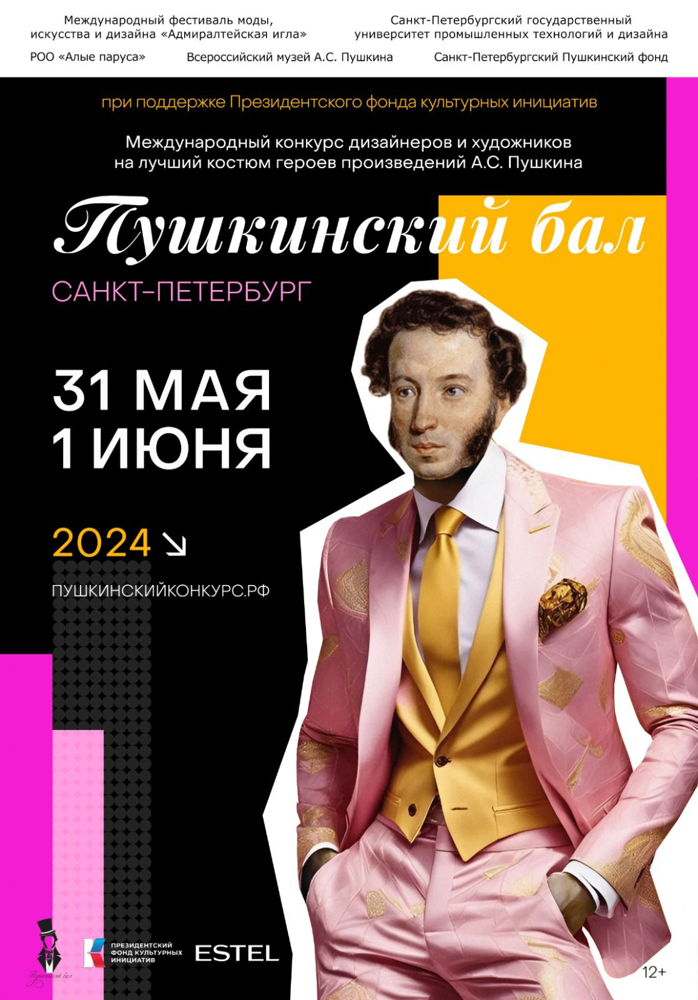 Международный фестиваль моды,
искусства и дизайна «Адмиралтейская игла»
Санкт-Петербургский государственный
университет промышленных технологий и дизайна
РОО «Алые паруса»
Всероссийский музей А.С. Пушкина
Санкт-Петербургский Пушкинский фонд
при поддержке Президентского фонда культурных инициатив
Международный конкурс дизайнеров и художников
на лучший костюм героев произведений А.С. Пушкина
Пушкинский бал
САНКТ-ПЕТЕРБУРГ
31 МАЯ
1 ИЮНЯ
2024
ПУШКИНСКИЙКОНКУРС.РФ
Пушкинский бал
ПРЕЗИДЕНТСКИЙ
ФОНД КУЛЬТУРНЫХ
ИНИЦИАТИВ
ESTEL
12+